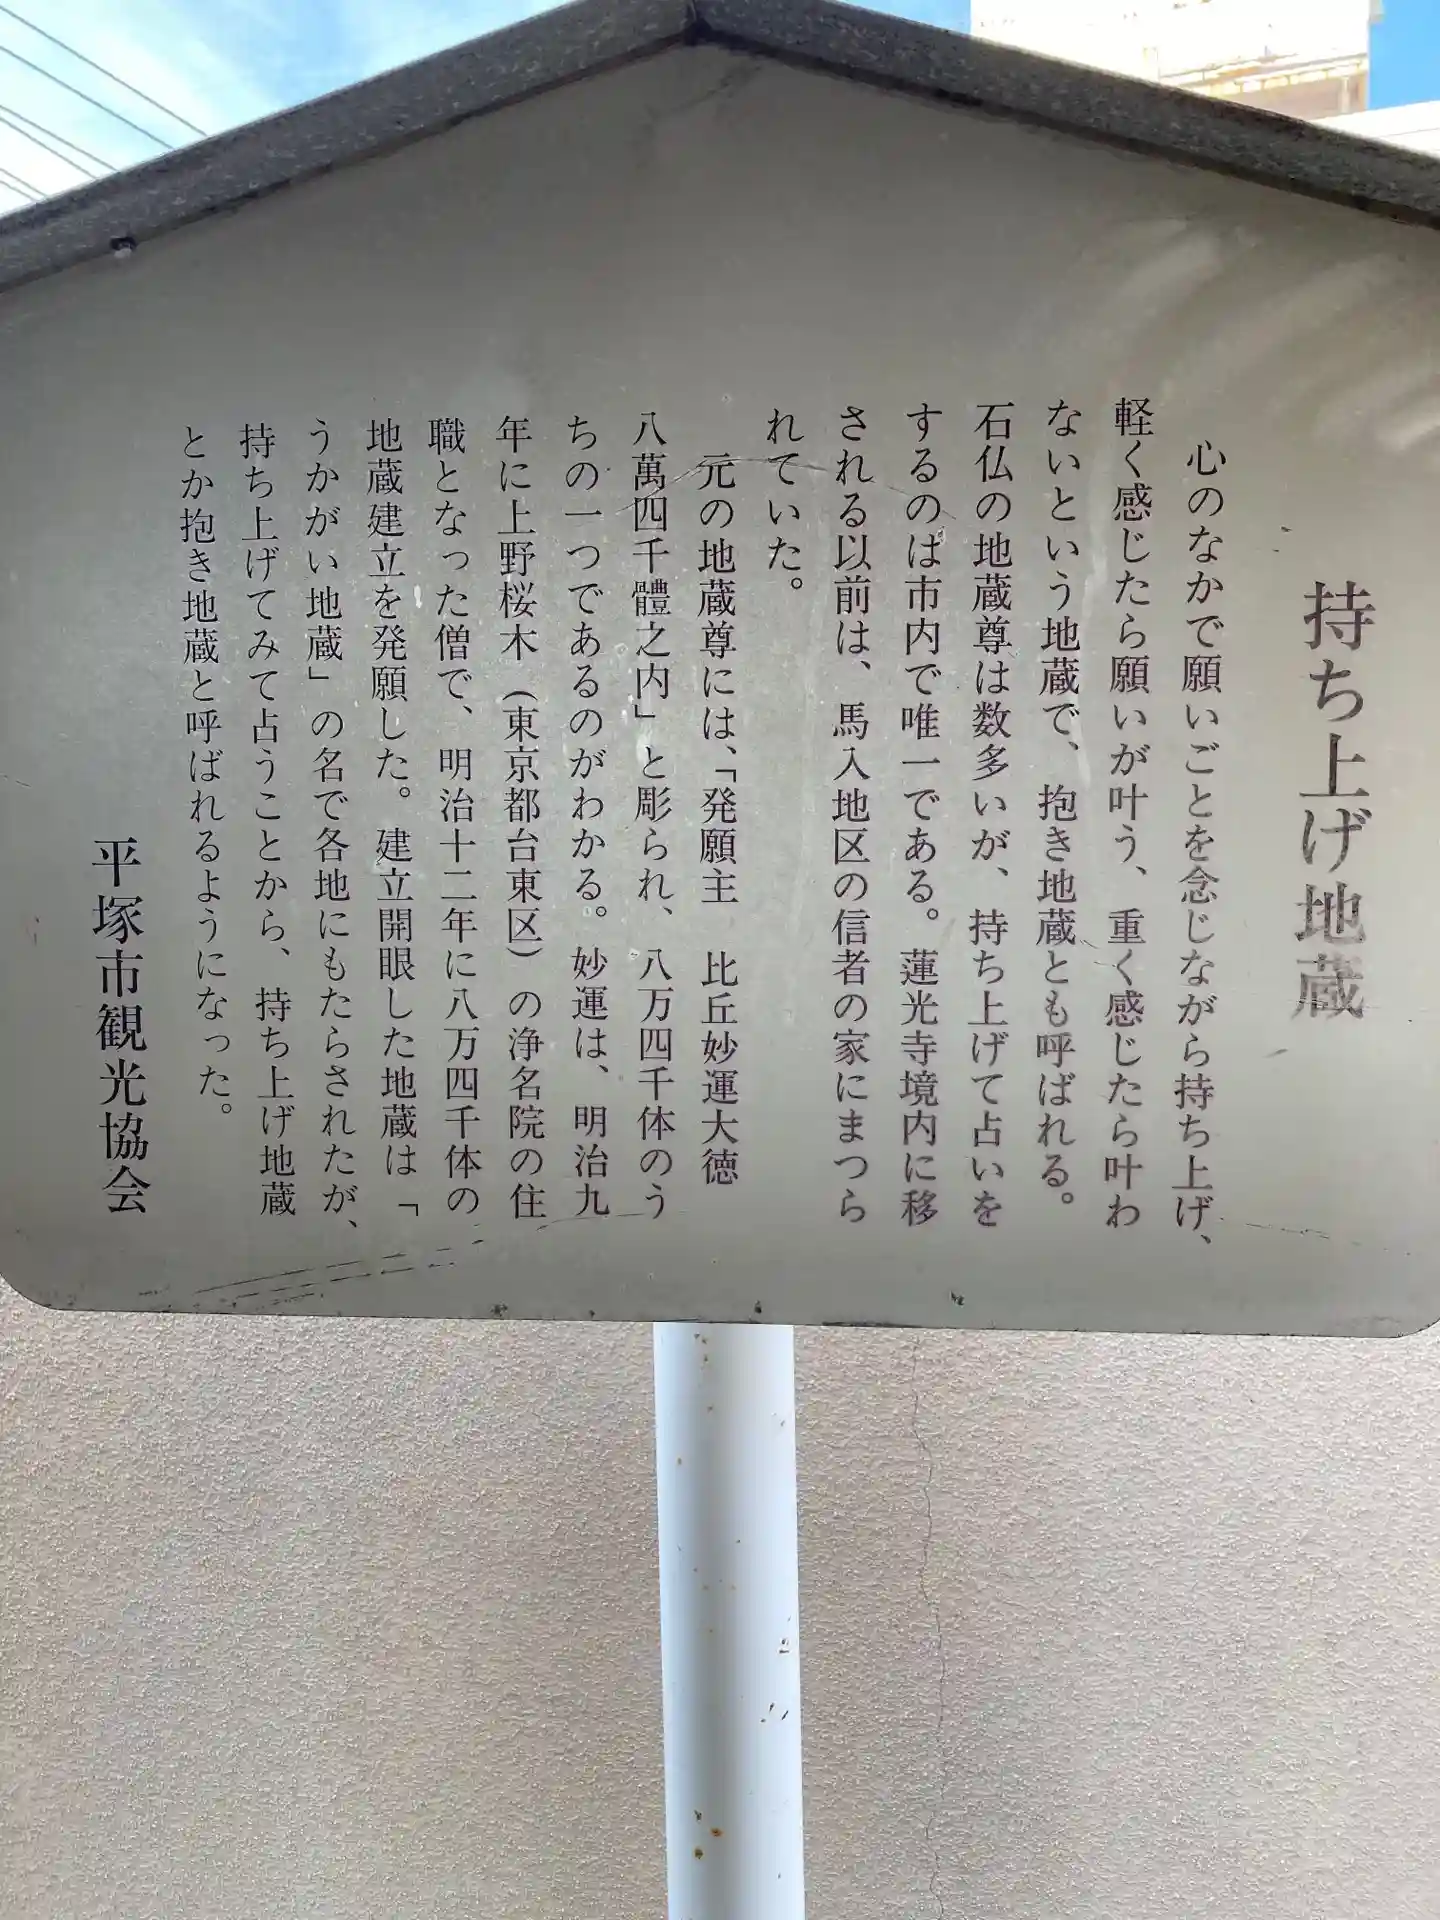 持ち上げ地蔵
心のなかで願いごとを念じながら持ち上げ、
軽く感じたら願いが叶う、重く感じたら叶わ
ないという地蔵で、抱き地蔵とも呼ばれる。
石仏の地蔵尊は数多いが、持ち上げて占いを
するのは市内で唯一である。蓮光寺境内に移
される以前は、馬入地区の信者の家にまつら
れていた。
元の地蔵尊には、「発願主　比丘妙運大徳
八萬四千體之内」と彫られ、八万四千体のう
ちの一つであるのがわかる。妙運は、明治九
年に上野桜木（東京都台東区）の浄名院の住
職となった僧で、明治十二年に八万四千体の
地蔵建立を発願した。建立開眼した地蔵は「
うかがい地蔵」の名で各地にもたらされたが、
持ち上げてみて占うことから、持ち上げ地蔵
とか抱き地蔵と呼ばれるようになった。
平塚市観光協会